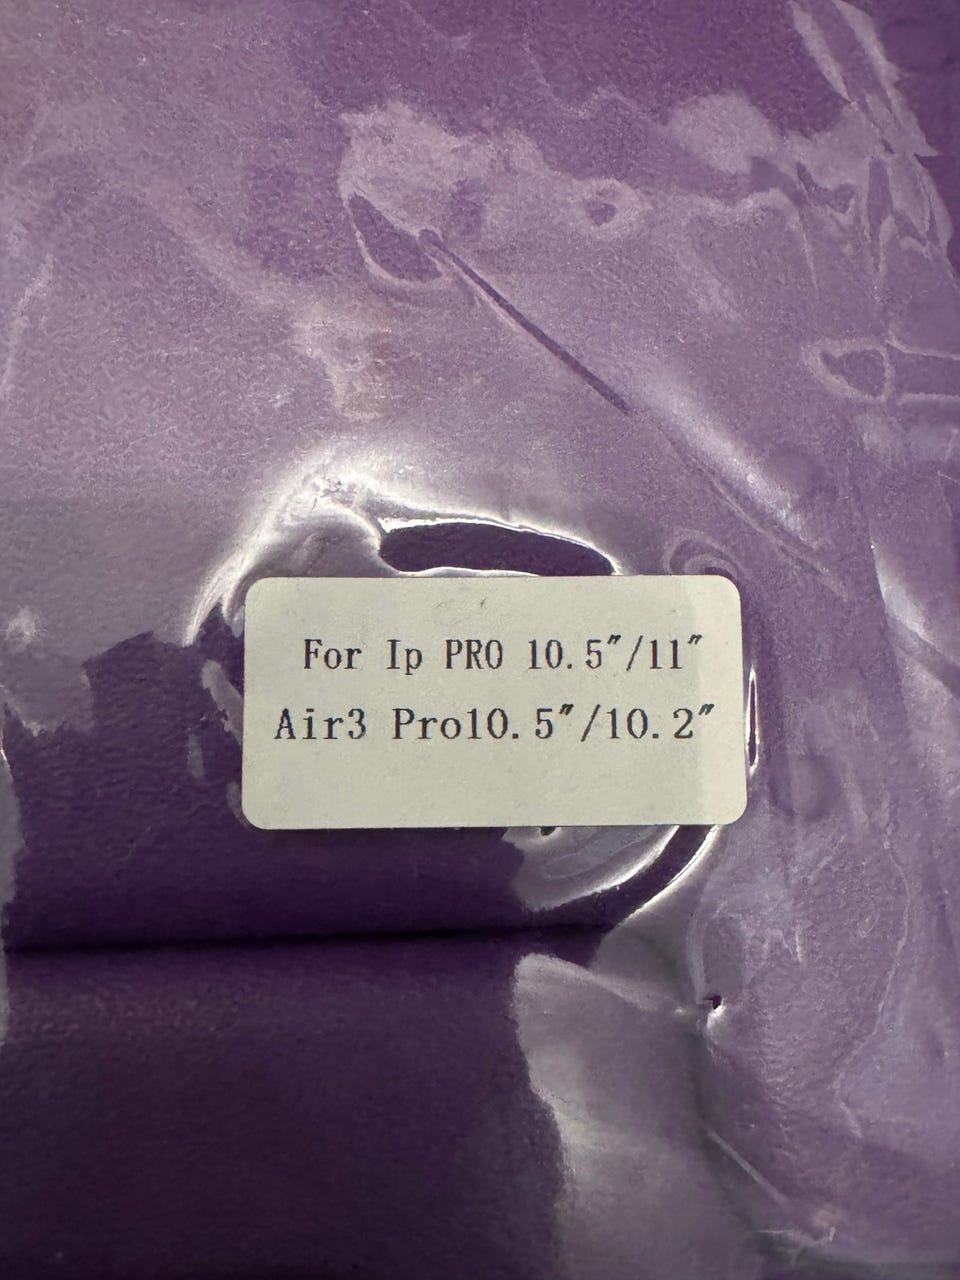 For Ip PRO 10.5″/11″
Air3 Pro10.5″/10.2″